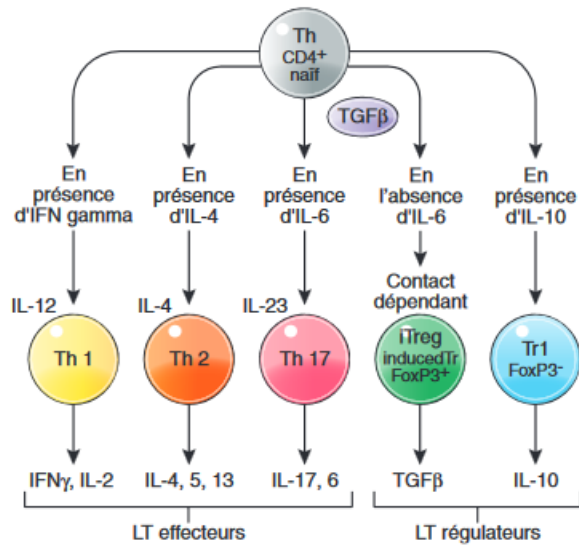 Th
CD4+
naïf
TGFβ
En
présence
d'IFN gamma
En
présence
d'IL-4
En
présence
d'IL-6
En
l'absence
d'IL-6
En
présence
d'IL-10
Contact
dépendant
IL-12
Th 1
IL-4
Th 2
IL-23
Th 17
iTreg
inducedTr
FoxP3+
Tr1
FoxP3-
IFNγ, IL-2
IL-4, 5, 13
IL-17, 6
TGFβ
IL-10
LT effecteurs
LT régulateurs